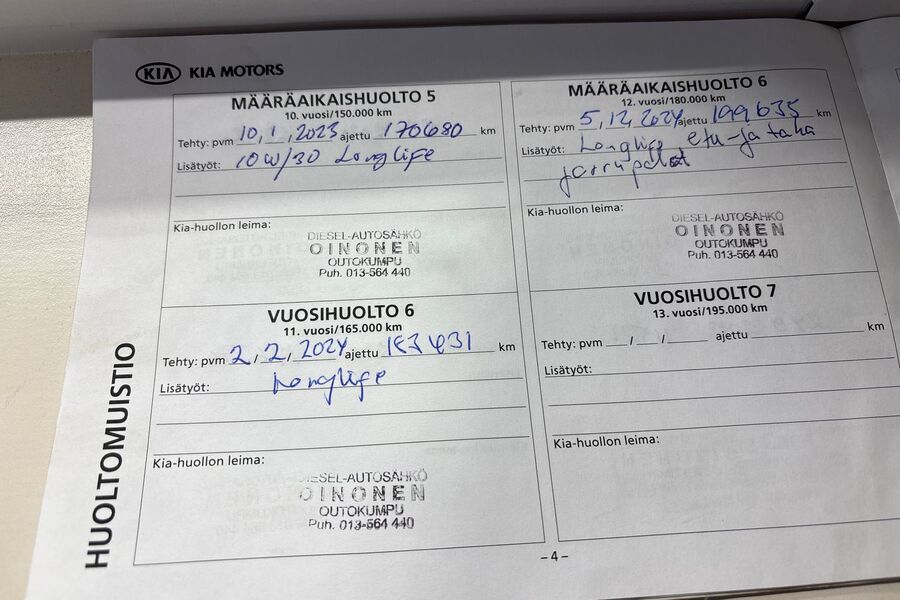 KIA KIA MOTORS
MÄÄRÄAIKAISHUOLTO 5
10. vuosi/150.000 km
Tehty: pvm 10, 1, 2023 ajettu 170680 km
Lisätyöt: 10W/30 Longlife
Kia-huollon leima:
DIESEL-AUTOSÄHKÖ
OINONEN
OUTOKUMPU
Puh. 013-564 440
MÄÄRÄAIKAISHUOLTO 6
12. vuosi/180.000 km
Tehty: pvm 5, 12, 2024 ajettu 199635 km
Lisätyöt: Longlife etu-ja taka
jarrupalat
Kia-huollon leima:
DIESEL-AUTOSÄHKÖ
OINONEN
OUTOKUMPU
Puh. 013-564 440
VUOSIHUOLTO 6
11. vuosi/165.000 km
Tehty: pvm 2/2, 2024 ajettu 183431 km
Lisätyöt: Longlife
Kia-huollon leima:
DIESEL-AUTOSÄHKÖ
OINONEN
OUTOKUMPU
Puh. 013-564 440
VUOSIHUOLTO 7
13. vuosi/195.000 km
Tehty: pvm __/__/____ ajettu ____ km
Lisätyöt:
Kia-huollon leima:
HUOLTOMUISTIO
–4–